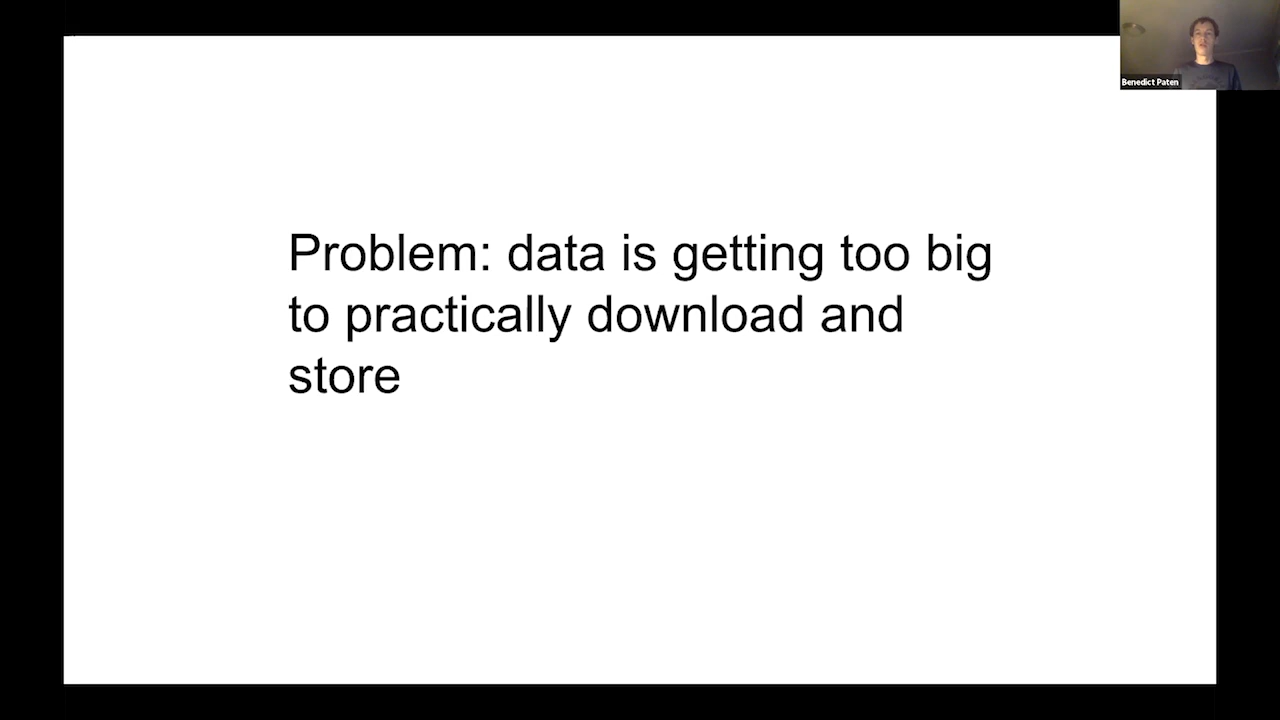 Benedict Paten
Problem: data is getting too big
to practically download and
store